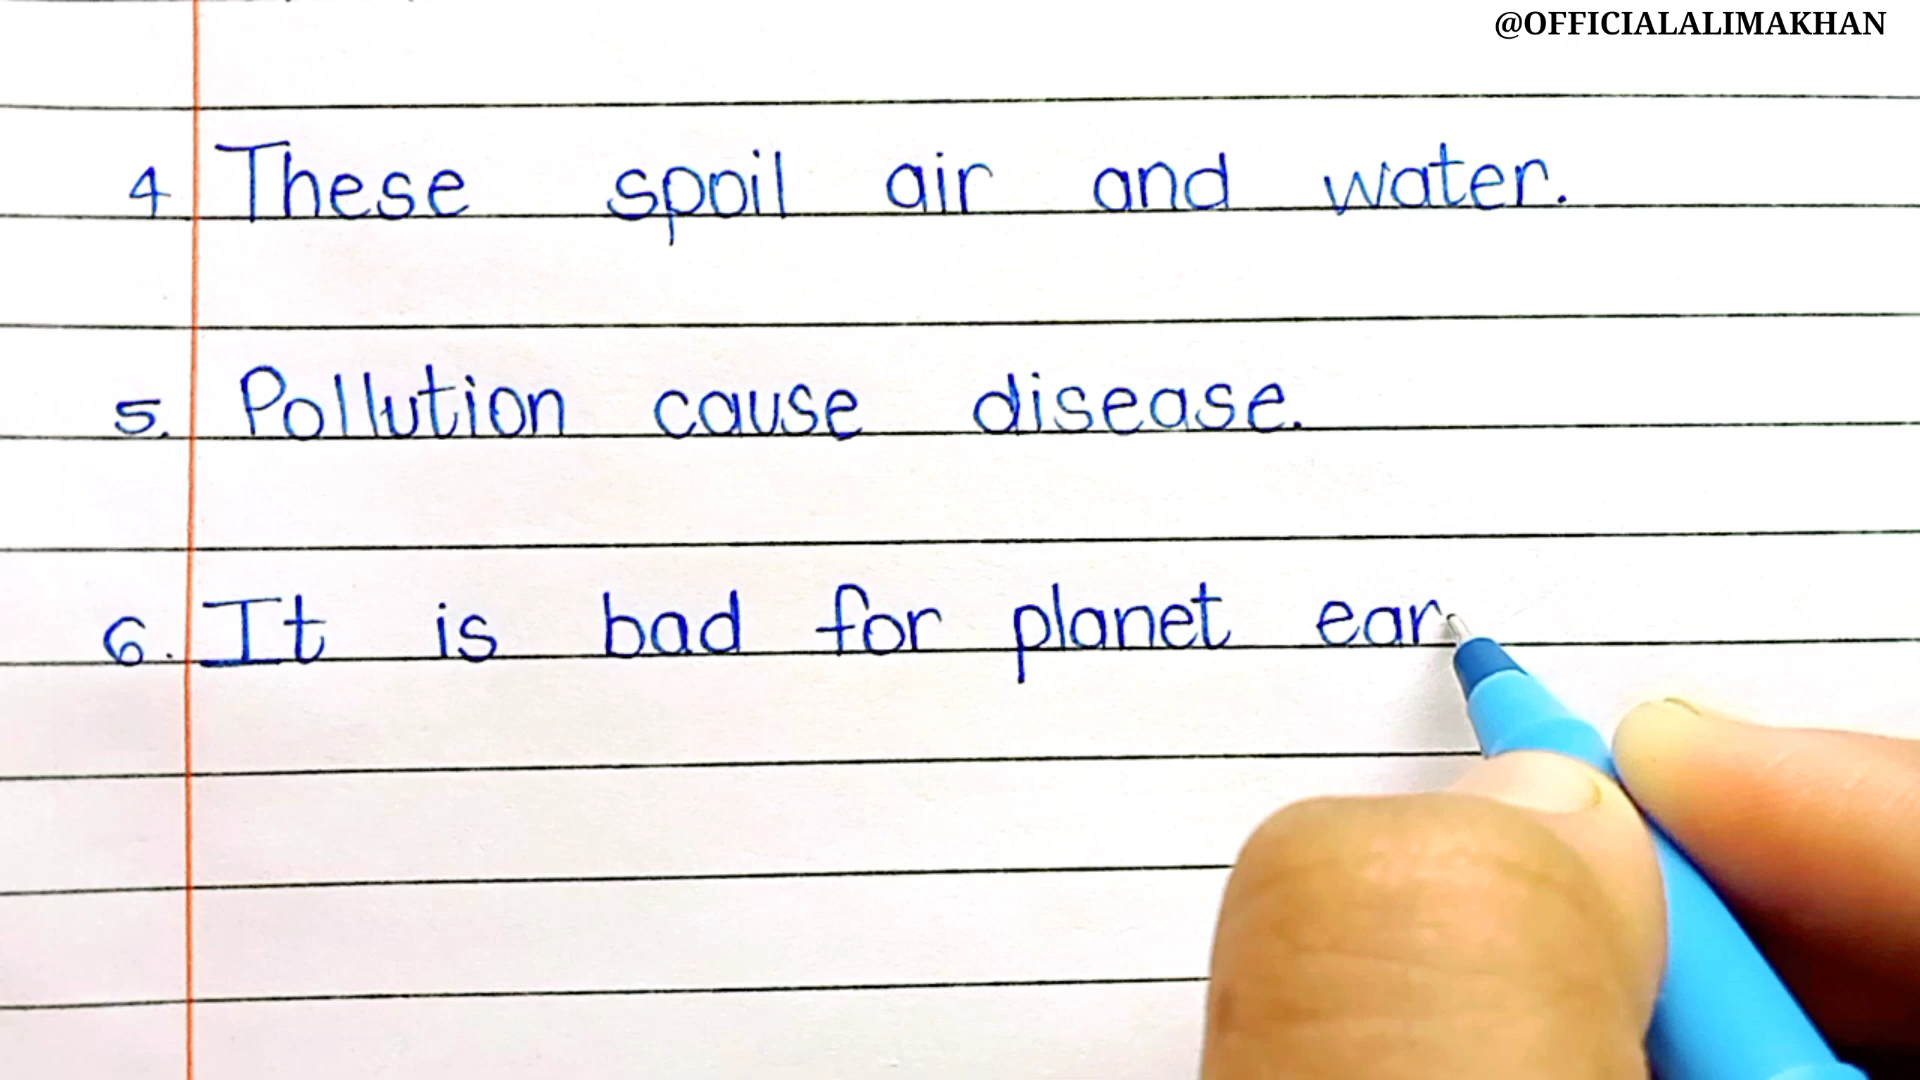 @OFFICIALALIMAKHAN
4 These spoil air and water.
5. Pollution cause disease.
6. It is bad for planet ear